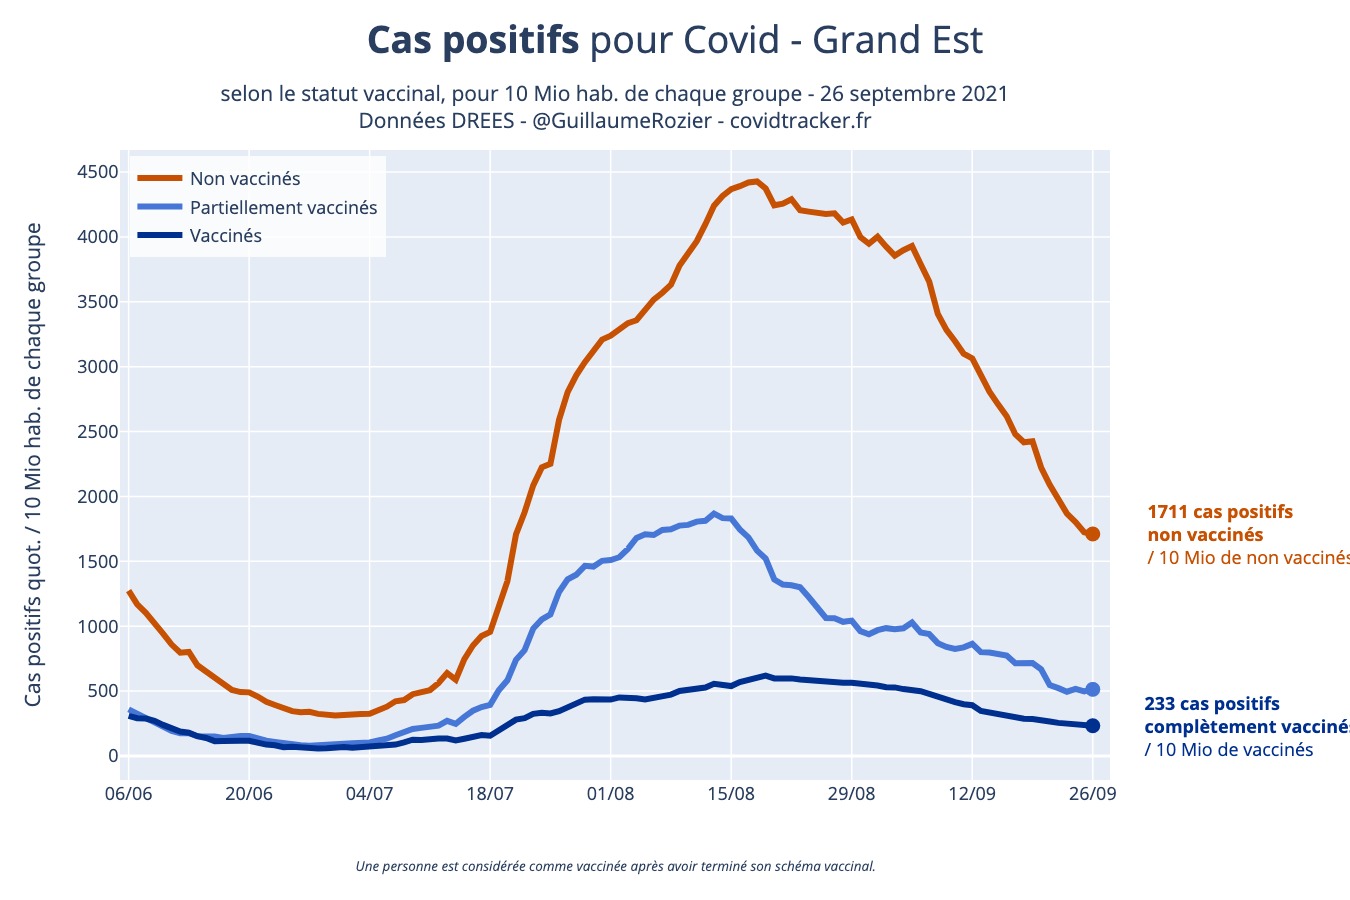 Cas positifs pour Covid - Grand Est
selon le statut vaccinal, pour 10 Mio hab. de chaque groupe - 26 septembre 2021
Données DREES - @GuillaumeRozier - covidtracker.fr
Non vaccinés
Partiellement vaccinés
Vaccinés
Cas positifs quot. / 10 Mio hab. de chaque groupe
4500
4000
3500
3000
2500
2000
1500
1000
500
0
06/06
20/06
04/07
18/07
01/08
15/08
29/08
12/09
26/09
1711 cas positifs
non vaccinés
/ 10 Mio de non vaccinés
233 cas positifs
complètement vaccinés
/ 10 Mio de vaccinés
Une personne est considérée comme vaccinée après avoir terminé son schéma vaccinal.